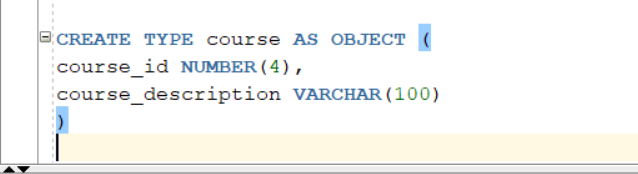 CREATE TYPE course AS OBJECT (
course_id NUMBER(4),
course_description VARCHAR(100)
)